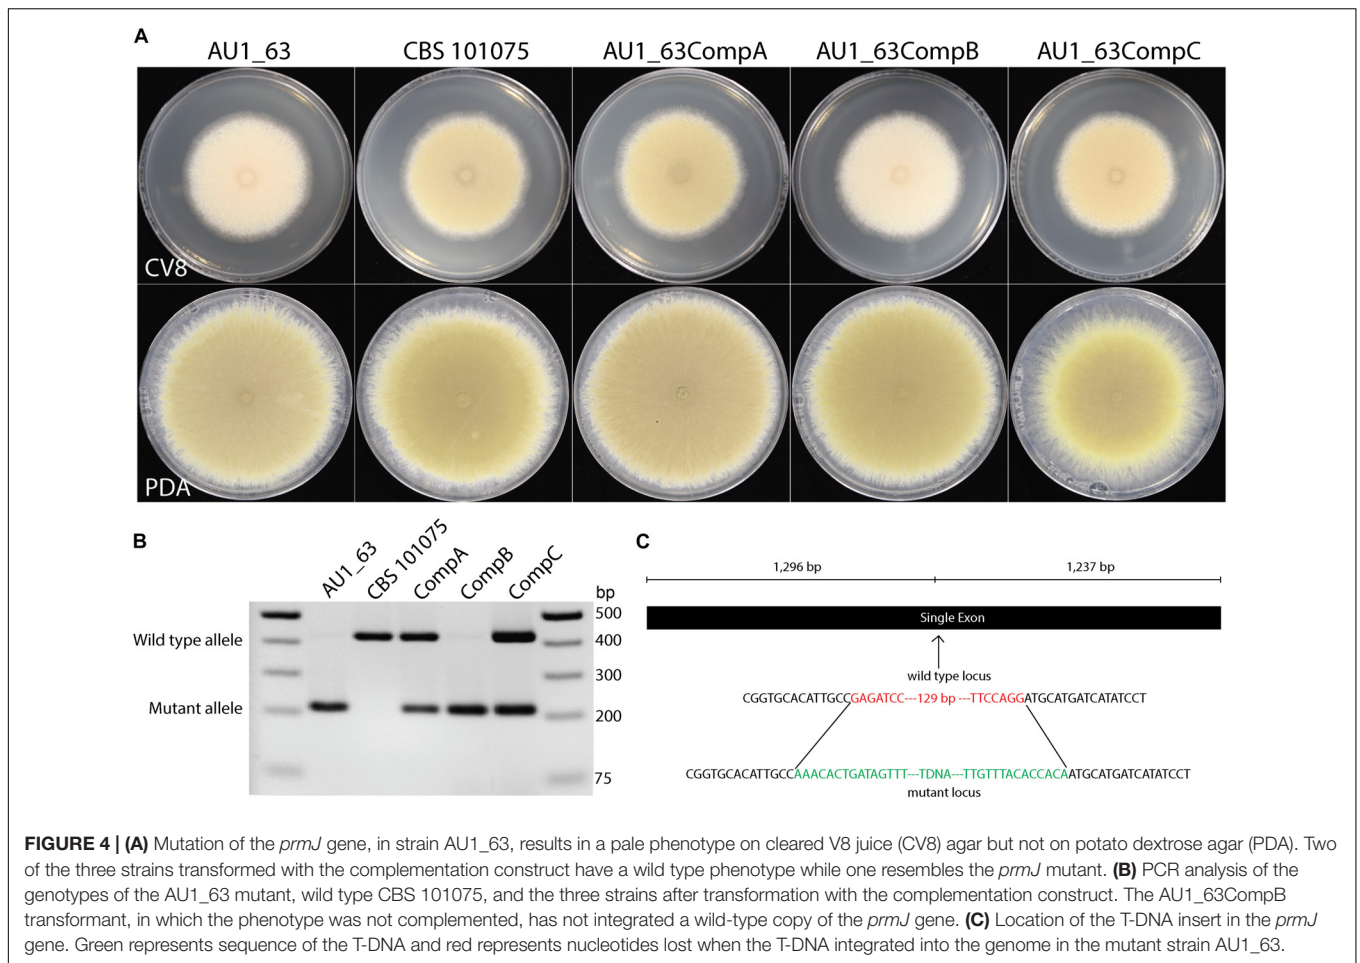 A
AU1_63 CBS 101075 AU1_63CompA AU1_63CompB AU1_63CompC
CV8
PDA
B
AU1_63 CBS 101075 CompA CompB CompC
bp
500
Wild type allele 400
300
Mutant allele 200
75
C
1,296 bp 1,237 bp
Single Exon
wild type locus
CGGTGCACATTGCCGAGATCC---129 bp ---TTCCAGGATGCATGATCATATCCT
CGGTGCACATTGCCAAACACTGATAGTTT---TDNA---TTGTTTACACCACAATGCATGATCATATCCT
mutant locus
FIGURE 4 | (A) Mutation of the prmJ gene, in strain AU1_63, results in a pale phenotype on cleared V8 juice (CV8) agar but not on potato dextrose agar (PDA). Two
of the three strains transformed with the complementation construct have a wild type phenotype while one resembles the prmJ mutant. (B) PCR analysis of the
genotypes of the AU1_63 mutant, wild type CBS 101075, and the three strains after transformation with the complementation construct. The AU1_63CompB
transformant, in which the phenotype was not complemented, has not integrated a wild-type copy of the prmJ gene. (C) Location of the T-DNA insert in the prmJ
gene. Green represents sequence of the T-DNA and red represents nucleotides lost when the T-DNA integrated into the genome in the mutant strain AU1_63.